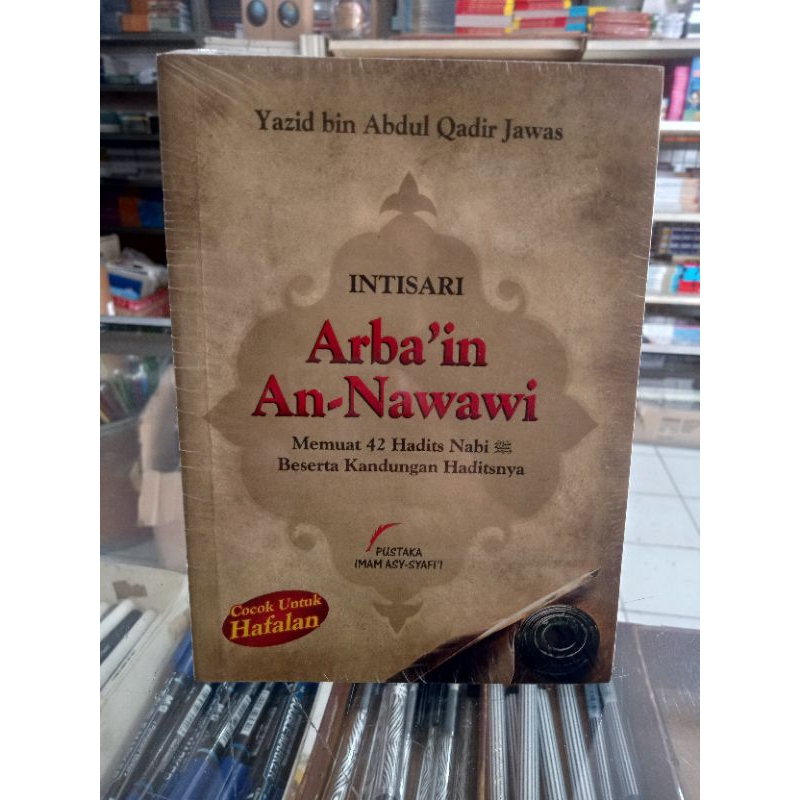 Yazid bin Abdul Qadir Jawas
INTISARI
Arba'in
An-Nawawi
Memuat 42 Hadits Nabi ﷺ
Beserta Kandungan Haditsnya
PUSTAKA
IMAM ASY-SYAFI'I
Cocok Untuk
Hafalan